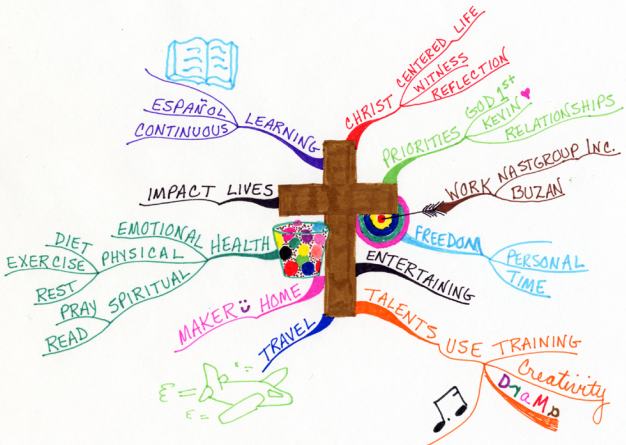 CHRIST CENTERED LIFE
WITNESS
REFLECTION
PRIORITIES
GOD 1st
KEVIN
RELATIONSHIPS
WORK
NASTGROUP INC.
BUZAN
FREEDOM
PERSONAL
TIME
ENTERTAINING
TALENTS
USE TRAINING
Creativity
DraMa
TRAVEL
HOME
MAKER
HEALTH
EMOTIONAL
PHYSICAL
DIET
EXERCISE
REST
SPIRITUAL
PRAY
READ
IMPACT LIVES
LEARNING
ESPAÑOL
CONTINUOUS